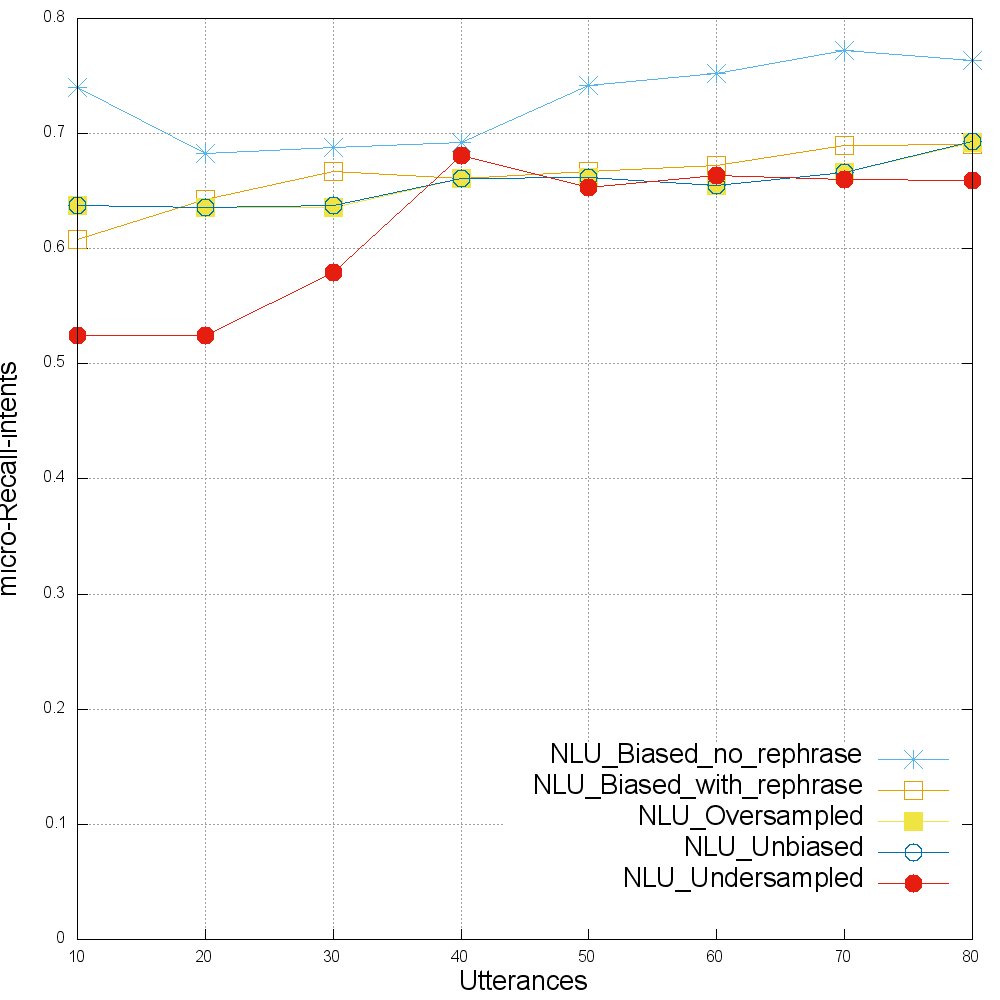 0.8
0.7
0.6
0.5
0.4
0.3
0.2
0.1
0
micro-Recall-intents
NLU_Biased_no_rephrase
NLU_Biased_with_rephrase
NLU_Oversampled
NLU_Unbiased
NLU_Undersampled
10 20 30 40 50 60 70 80
Utterances